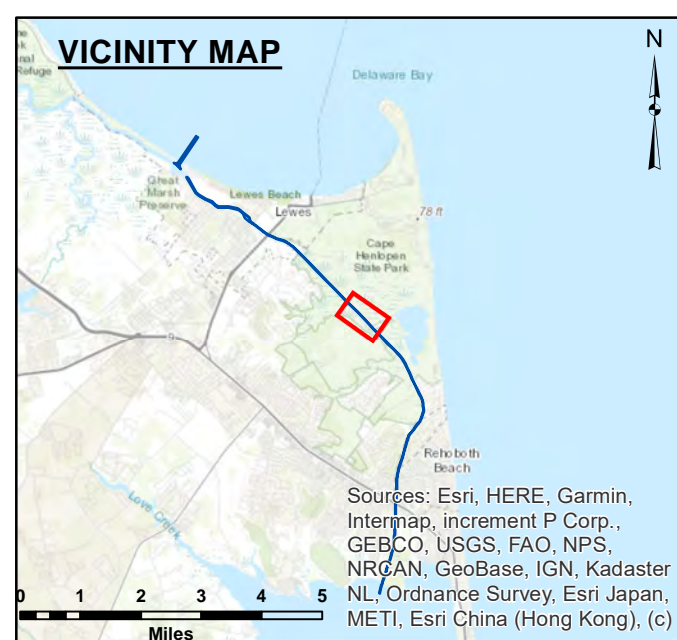 VICINITY MAP
N
Refuge
Delaware Bay
Great
Marsh
Preserve
Lewes Beach
Lewes
78 ft
Cape
Henlopen
State Park
9
Rehoboth
Beach
Love Creek
Sources: Esri, HERE, Garmin,
Intermap, increment P Corp.,
GEBCO, USGS, FAO, NPS,
NRCAN, GeoBase, IGN, Kadaster
NL, Ordnance Survey, Esri Japan,
METI, Esri China (Hong Kong), (c)
0 1 2 3 4 5
Miles